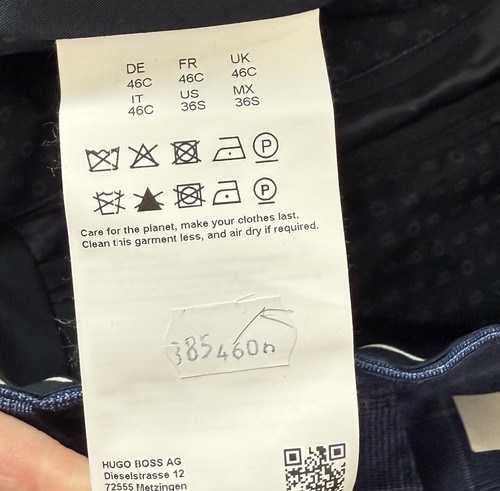 DE FR UK
46C 46C 46C
IT US MX
46C 36S 36S
P
P
Care for the planet, make your clothes last.
Clean this garment less, and air dry if required.
385460n
HUGO BOSS AG
Dieselstrasse 12
72555 Metzingen